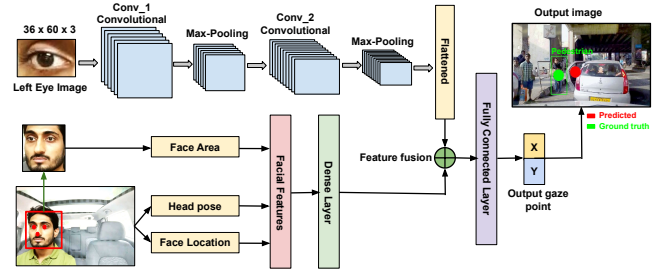 36 x 60 x 3
Left Eye Image
Conv_1
Convolutional
Max-Pooling
Conv_2
Convolutional
Max-Pooling
Flattened
Output image
Pedestrian
Predicted
Ground truth
Face Area
Head pose
Face Location
Facial Features
Dense Layer
Feature fusion
Fully Connected Layer
X
Y
Output gaze
point